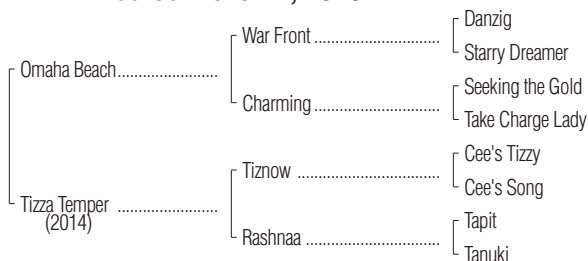 Danzig
War Front
Starry Dreamer
Omaha Beach
Seeking the Gold
Charming
Take Charge Lady
Cee's Tizzy
Tiznow
Cee's Song
Tizza Temper
(2014)
Tapit
Rashnaa
Tanuki